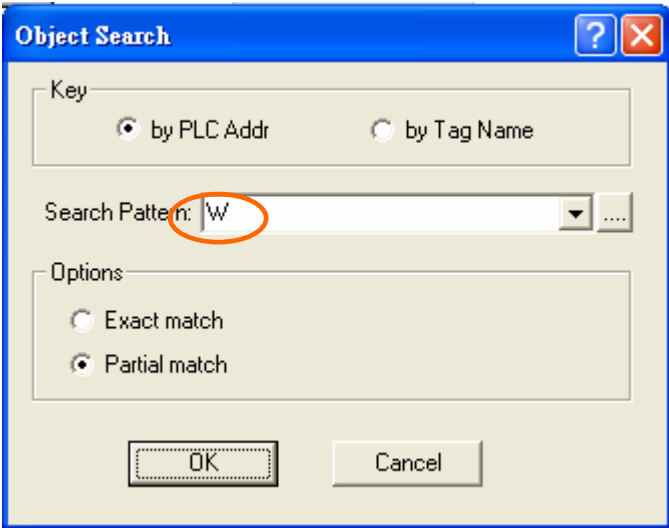 Object Search
Key
by PLC Addr by Tag Name
Search Pattern: W ....
Options
Exact match
Partial match
OK Cancel